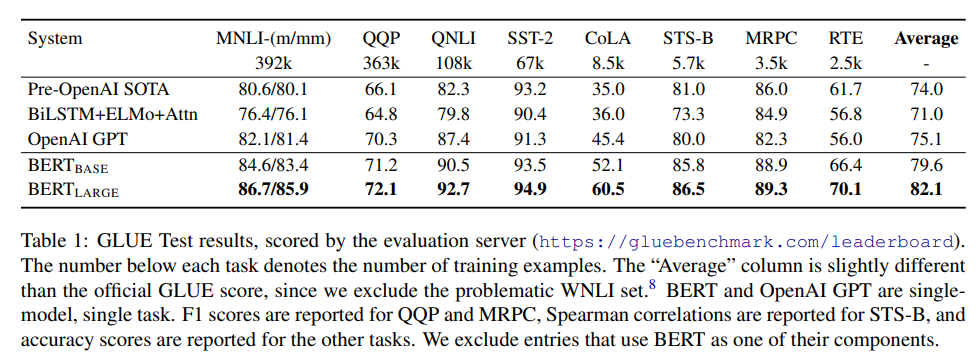 System MNLI-(m/mm) QQP QNLI SST-2 CoLA STS-B MRPC RTE Average
392k 363k 108k 67k 8.5k 5.7k 3.5k 2.5k -
Pre-OpenAI SOTA 80.6/80.1 66.1 82.3 93.2 35.0 81.0 86.0 61.7 74.0
BiLSTM+ELMo+Attn 76.4/76.1 64.8 79.8 90.4 36.0 73.3 84.9 56.8 71.0
OpenAI GPT 82.1/81.4 70.3 87.4 91.3 45.4 80.0 82.3 56.0 75.1
BERTBASE 84.6/83.4 71.2 90.5 93.5 52.1 85.8 88.9 66.4 79.6
BERTLARGE 86.7/85.9 72.1 92.7 94.9 60.5 86.5 89.3 70.1 82.1
Table 1: GLUE Test results, scored by the evaluation server (https://gluebenchmark.com/leaderboard).
The number below each task denotes the number of training examples. The “Average” column is slightly different
than the official GLUE score, since we exclude the problematic WNLI set.8 BERT and OpenAI GPT are single-
model, single task. F1 scores are reported for QQP and MRPC, Spearman correlations are reported for STS-B, and
accuracy scores are reported for the other tasks. We exclude entries that use BERT as one of their components.